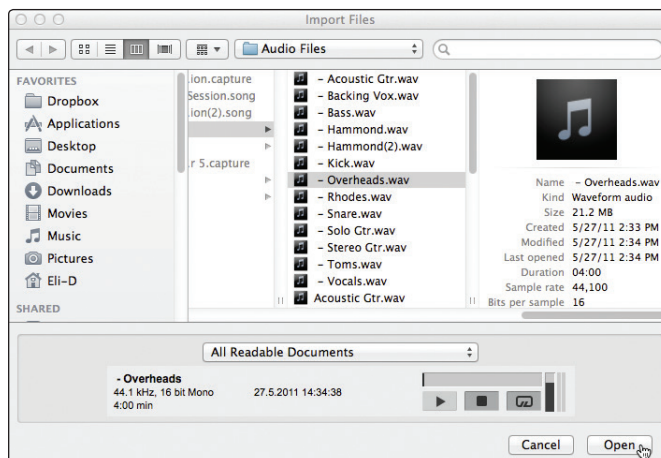 Import Files
Audio Files
FAVORITES
Dropbox
Applications
Desktop
Documents
Downloads
Movies
Music
Pictures
Eli-D
SHARED
ion.capture
Session.song
ion(2).song
r 5.capture
- Acoustic Gtr.wav
- Backing Vox.wav
- Bass.wav
- Hammond.wav
- Hammond(2).wav
- Kick.wav
- Overheads.wav
- Rhodes.wav
- Snare.wav
- Solo Gtr.wav
- Stereo Gtr.wav
- Toms.wav
- Vocals.wav
Acoustic Gtr.wav
Name - Overheads.wav
Kind Waveform audio
Size 21.2 MB
Created 5/27/11 2:33 PM
Modified 5/27/11 2:34 PM
Last opened 5/27/11 2:34 PM
Duration 04:00
Sample rate 44,100
Bits per sample 16
All Readable Documents
- Overheads
44.1 kHz, 16 bit Mono 27.5.2011 14:34:38
4:00 min
Cancel Open